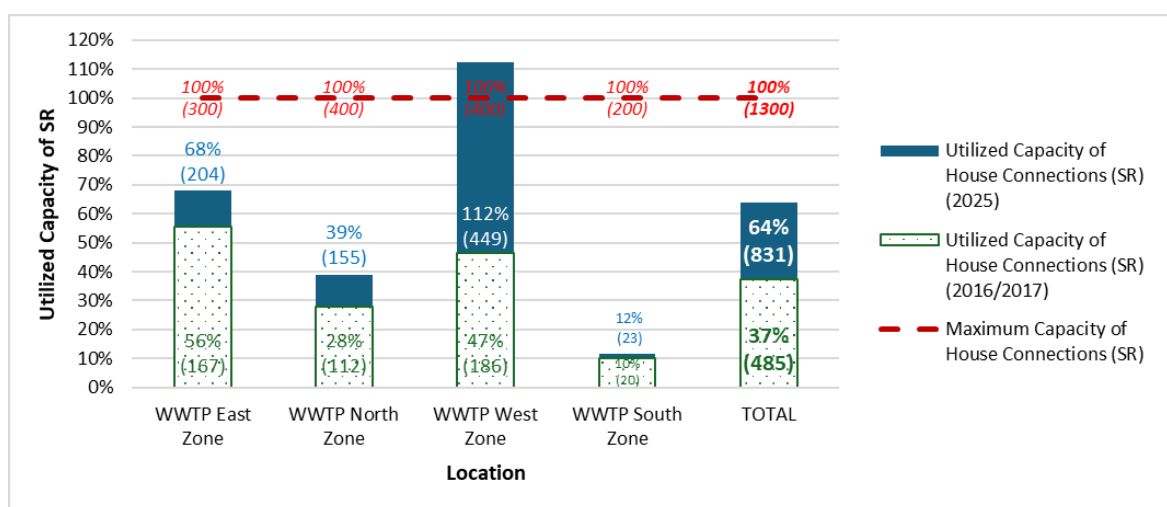 120%
110%
100%
90%
80%
70%
60%
50%
40%
30%
20%
10%
0%
Utilized Capacity of SR
100%
(300)
100%
(400)
100%
(400)
100%
(200)
100%
(1300)
68%
(204)
39%
(155)
112%
(449)
12%
(23)
64%
(831)
56%
(167)
28%
(112)
47%
(186)
10%
(20)
37%
(485)
WWTP East
Zone
WWTP North
Zone
WWTP West
Zone
WWTP South
Zone
TOTAL
Location
Utilized Capacity of
House Connections (SR)
(2025)
Utilized Capacity of
House Connections (SR)
(2016/2017)
Maximum Capacity of
House Connections (SR)